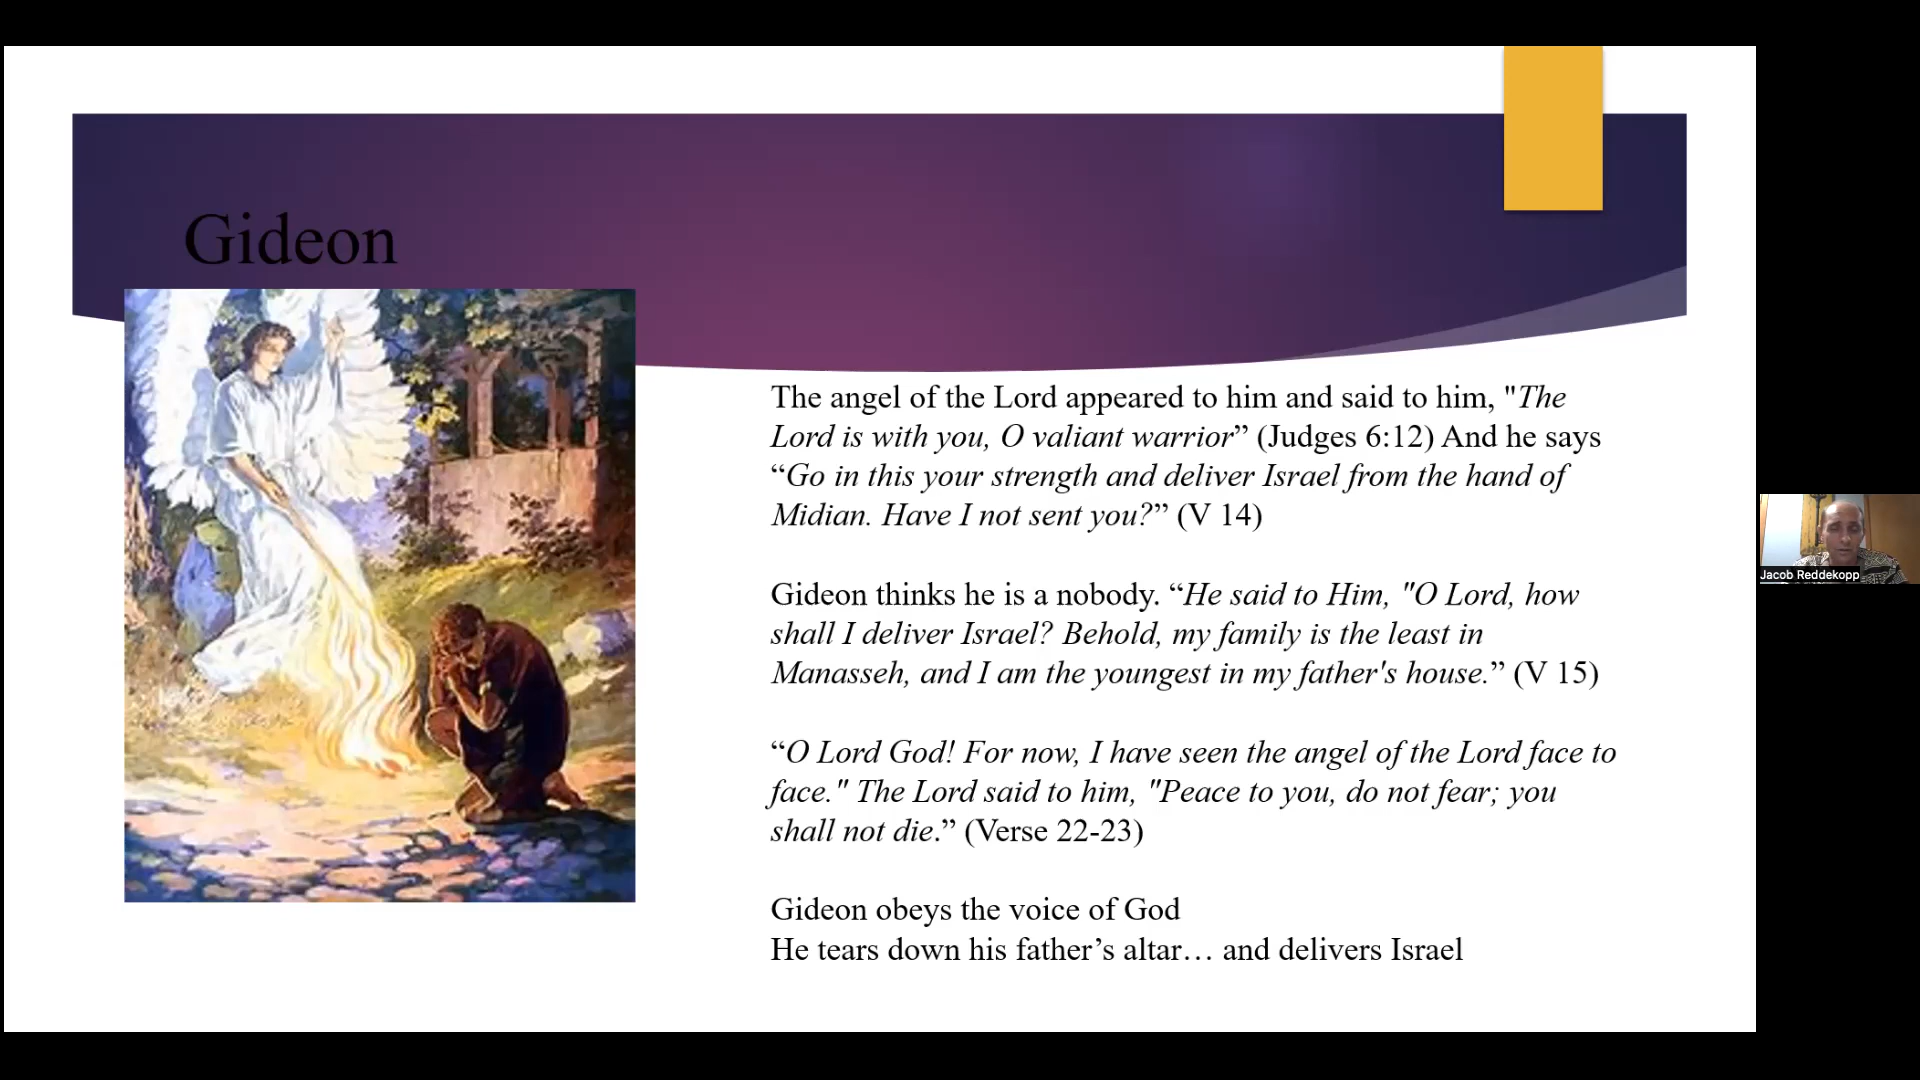 Gideon
The angel of the Lord appeared to him and said to him, "The
Lord is with you, O valiant warrior” (Judges 6:12) And he says
“Go in this your strength and deliver Israel from the hand of
Midian. Have I not sent you?” (V 14)
Gideon thinks he is a nobody. “He said to Him, "O Lord, how
shall I deliver Israel? Behold, my family is the least in
Manasseh, and I am the youngest in my father's house.” (V 15)
“O Lord God! For now, I have seen the angel of the Lord face to
face." The Lord said to him, "Peace to you, do not fear; you
shall not die.” (Verse 22-23)
Gideon obeys the voice of God
He tears down his father’s altar… and delivers Israel
Jacob Reddekopp